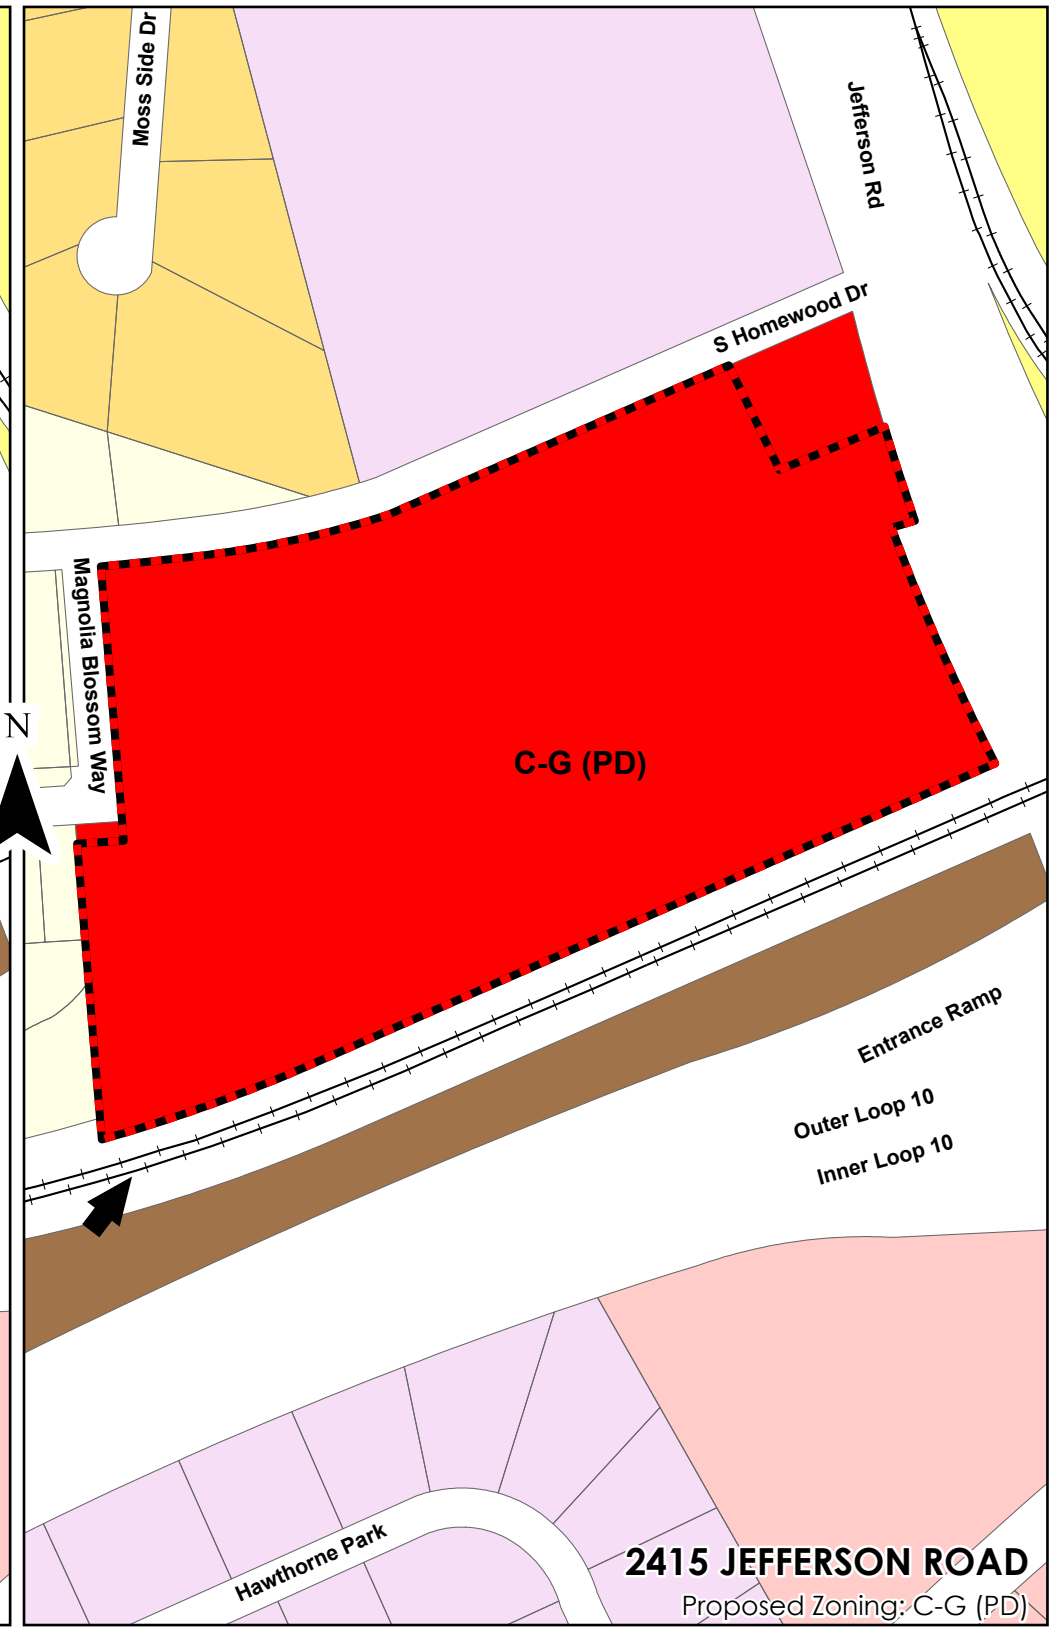 Moss Side Dr
Jefferson Rd
S Homewood Dr
Magnolia Blossom Way
N
C-G (PD)
Entrance Ramp
Outer Loop 10
Inner Loop 10
Hawthorne Park
2415 JEFFERSON ROAD
Proposed Zoning: C-G (PD)